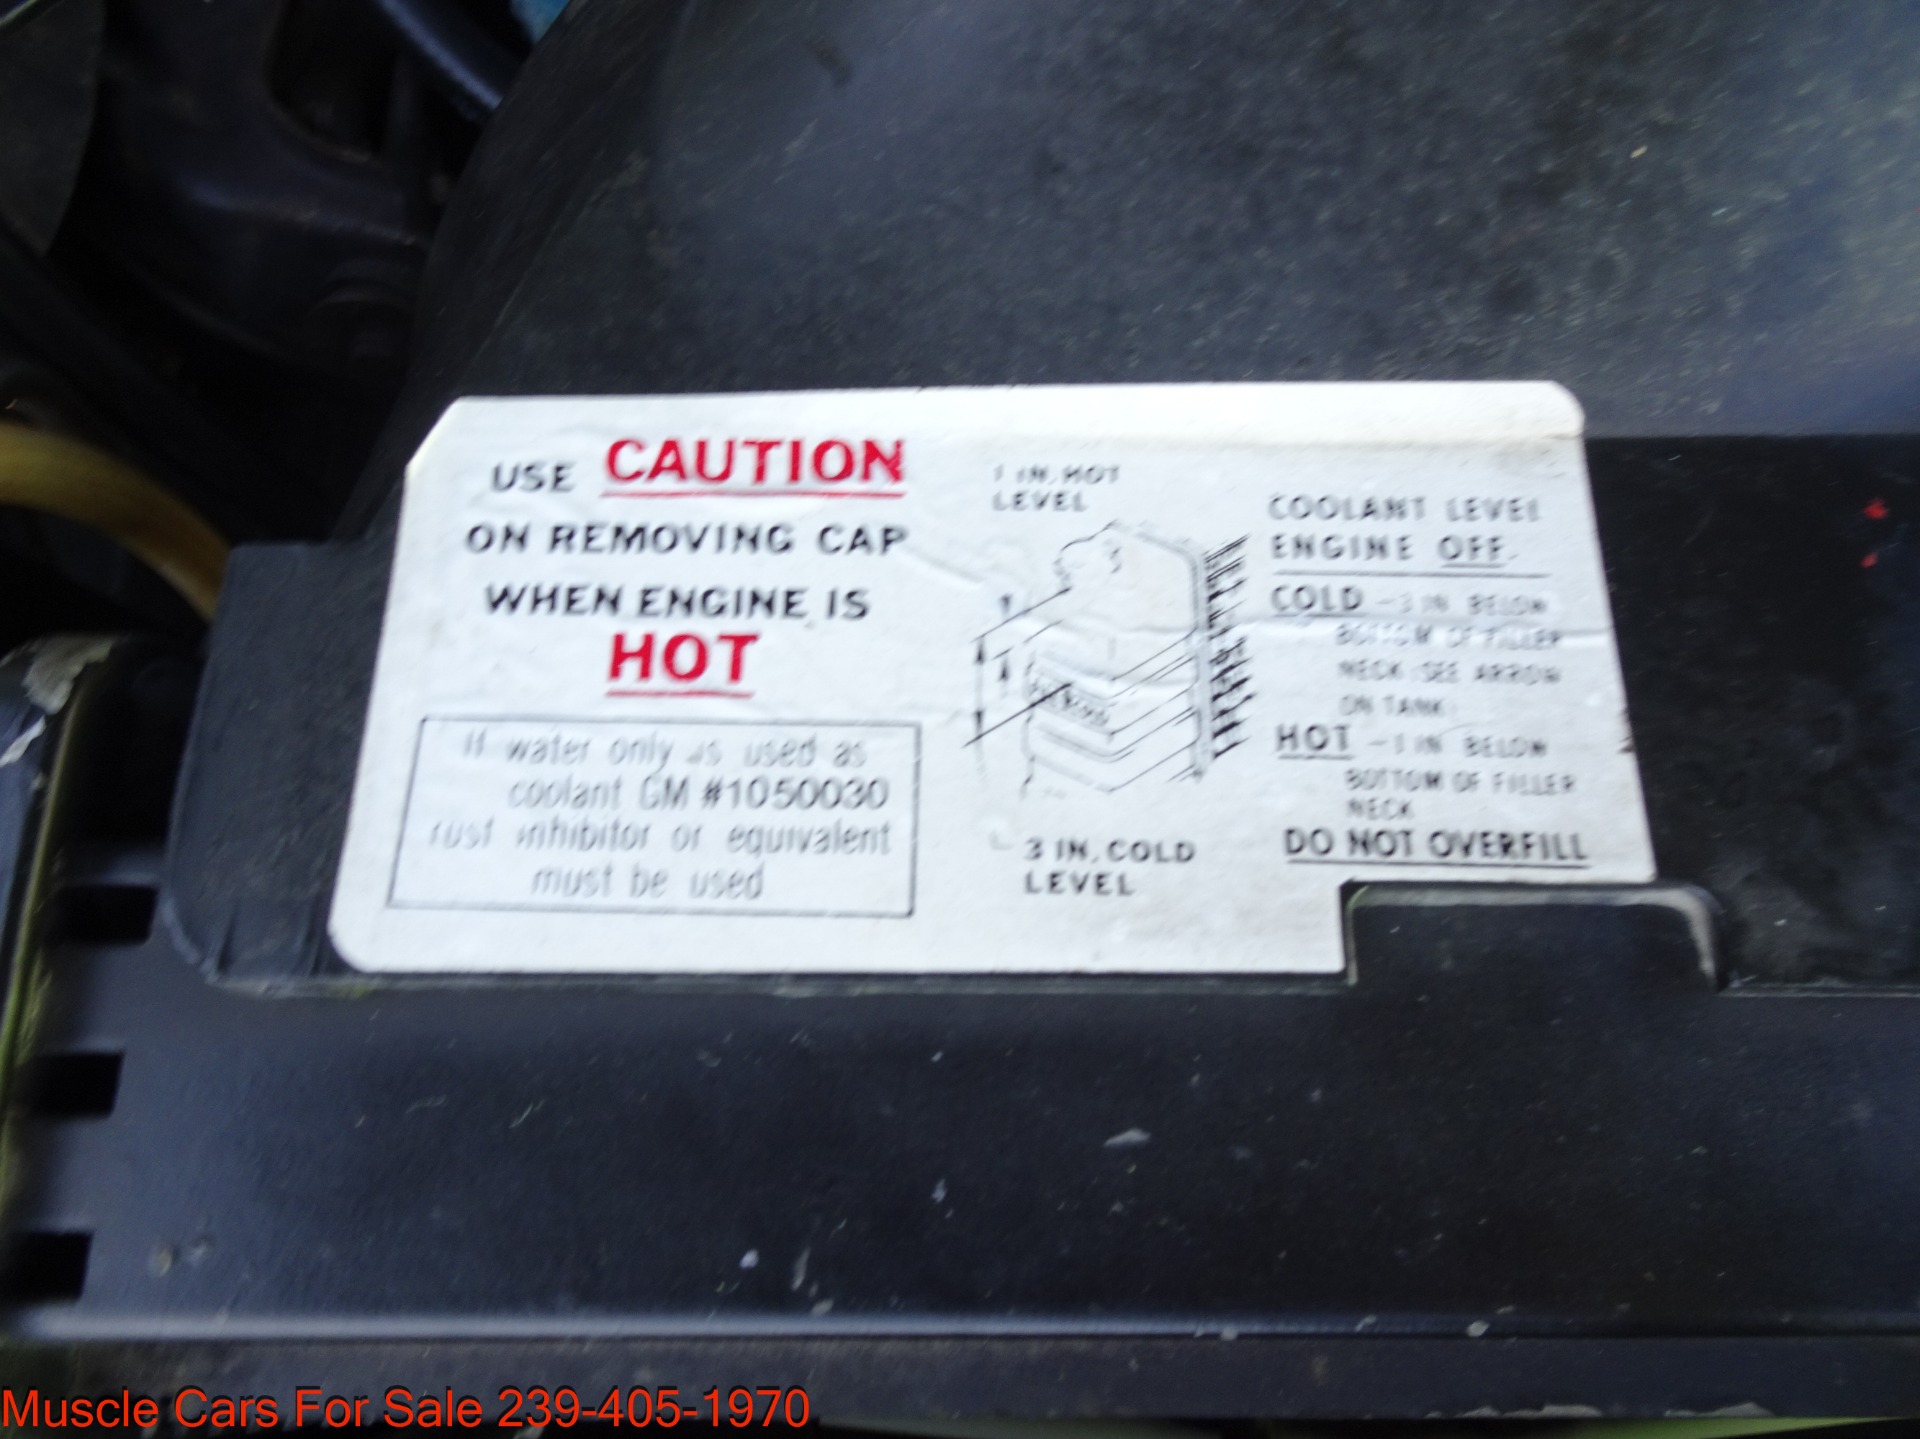 USE CAUTION
ON REMOVING CAP
WHEN ENGINE IS
HOT
If water only is used as
coolant GM #1050030
rust inhibitor or equivalent
must be used
1 IN. HOT
LEVEL
3 IN. COLD
LEVEL
COOLANT LEVEL
ENGINE OFF.
COLD - 3 IN BELOW
BOTTOM OF FILLER
NECK SEE ARROW
ON TANK
HOT - 1 IN BELOW
BOTTOM OF FILLER
NECK
DO NOT OVERFILL
Muscle Cars For Sale 239-405-1970